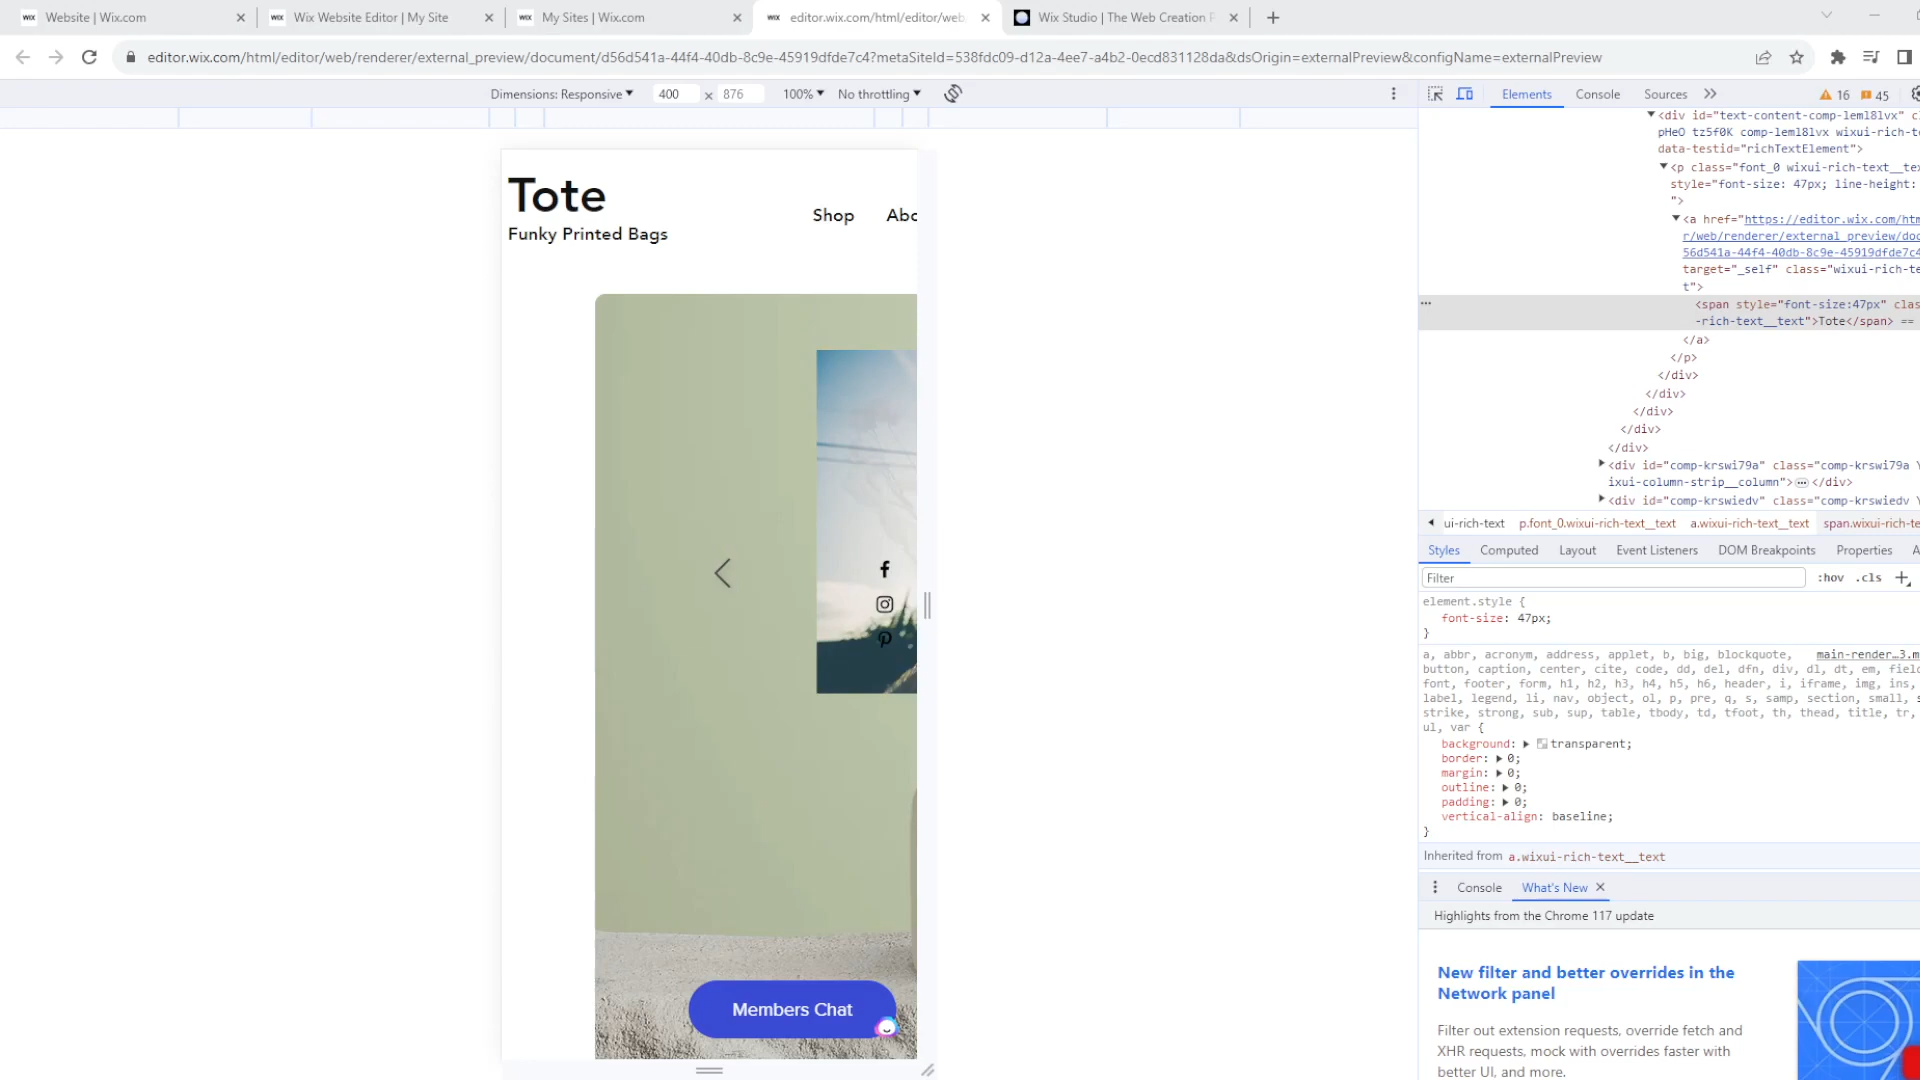 WIX Website | Wix.com
WIX Wix Website Editor | My Site
WIX My Sites | Wix.com
WIX editor.wix.com/html/editor/web
Wix Studio | The Web Creation P
editor.wix.com/html/editor/web/renderer/external_preview/document/d56d541a-44f4-40db-8c9e-45919dfde7c4?metaSiteId=538fdc09-d12a-4ee7-a4b2-0ecd831128da&dsOrigin=externalPreview&configName=externalPreview
Dimensions: Responsive 400 × 876 100% No throttling
Elements Console Sources 16 45
<div id="text-content-comp-leml8lvx" c
pHeO tz5f0K comp-leml8lvx wixui-rich-t
data-testid="richTextElement">
<p class="font_0 wixui-rich-text__te
style="font-size: 47px; line-height:
">
<a href="https://editor.wix.com/htm
r/web/renderer/external_preview/doc
56d541a-44f4-40db-8c9e-45919dfde7c4
target="_self" class="wixui-rich-te
t">
<span style="font-size:47px" clas
-rich-text__text">Tote</span> ==
</a>
</p>
</div>
</div>
</div>
</div>
</div>
<div id="comp-krswi79a" class="comp-krswi79a Y
ixui-column-strip__column">…</div>
<div id="comp-krswiedv" class="comp-krswiedv Y
ui-rich-text p.font_0.wixui-rich-text__text a.wixui-rich-text__text span.wixui-rich-te
Styles Computed Layout Event Listeners DOM Breakpoints Properties A
Filter :hov .cls
element.style {
font-size: 47px;
}
a, abbr, acronym, address, applet, b, big, blockquote, main-render…3.m
button, caption, center, cite, code, dd, del, dfn, div, dl, dt, em, fiel
font, footer, form, h1, h2, h3, h4, h5, h6, header, i, iframe, img, ins,
label, legend, li, nav, object, ol, p, pre, q, s, samp, section, small, s
strike, strong, sub, sup, table, tbody, td, tfoot, th, thead, title, tr,
ul, var {
background: transparent;
border: 0;
margin: 0;
outline: 0;
padding: 0;
vertical-align: baseline;
}
Inherited from a.wixui-rich-text__text
Console What's New
Highlights from the Chrome 117 update
New filter and better overrides in the
Network panel
Filter out extension requests, override fetch and
XHR requests, mock with overrides faster with
better UI, and more.
Tote
Funky Printed Bags
Shop Abo
Members Chat